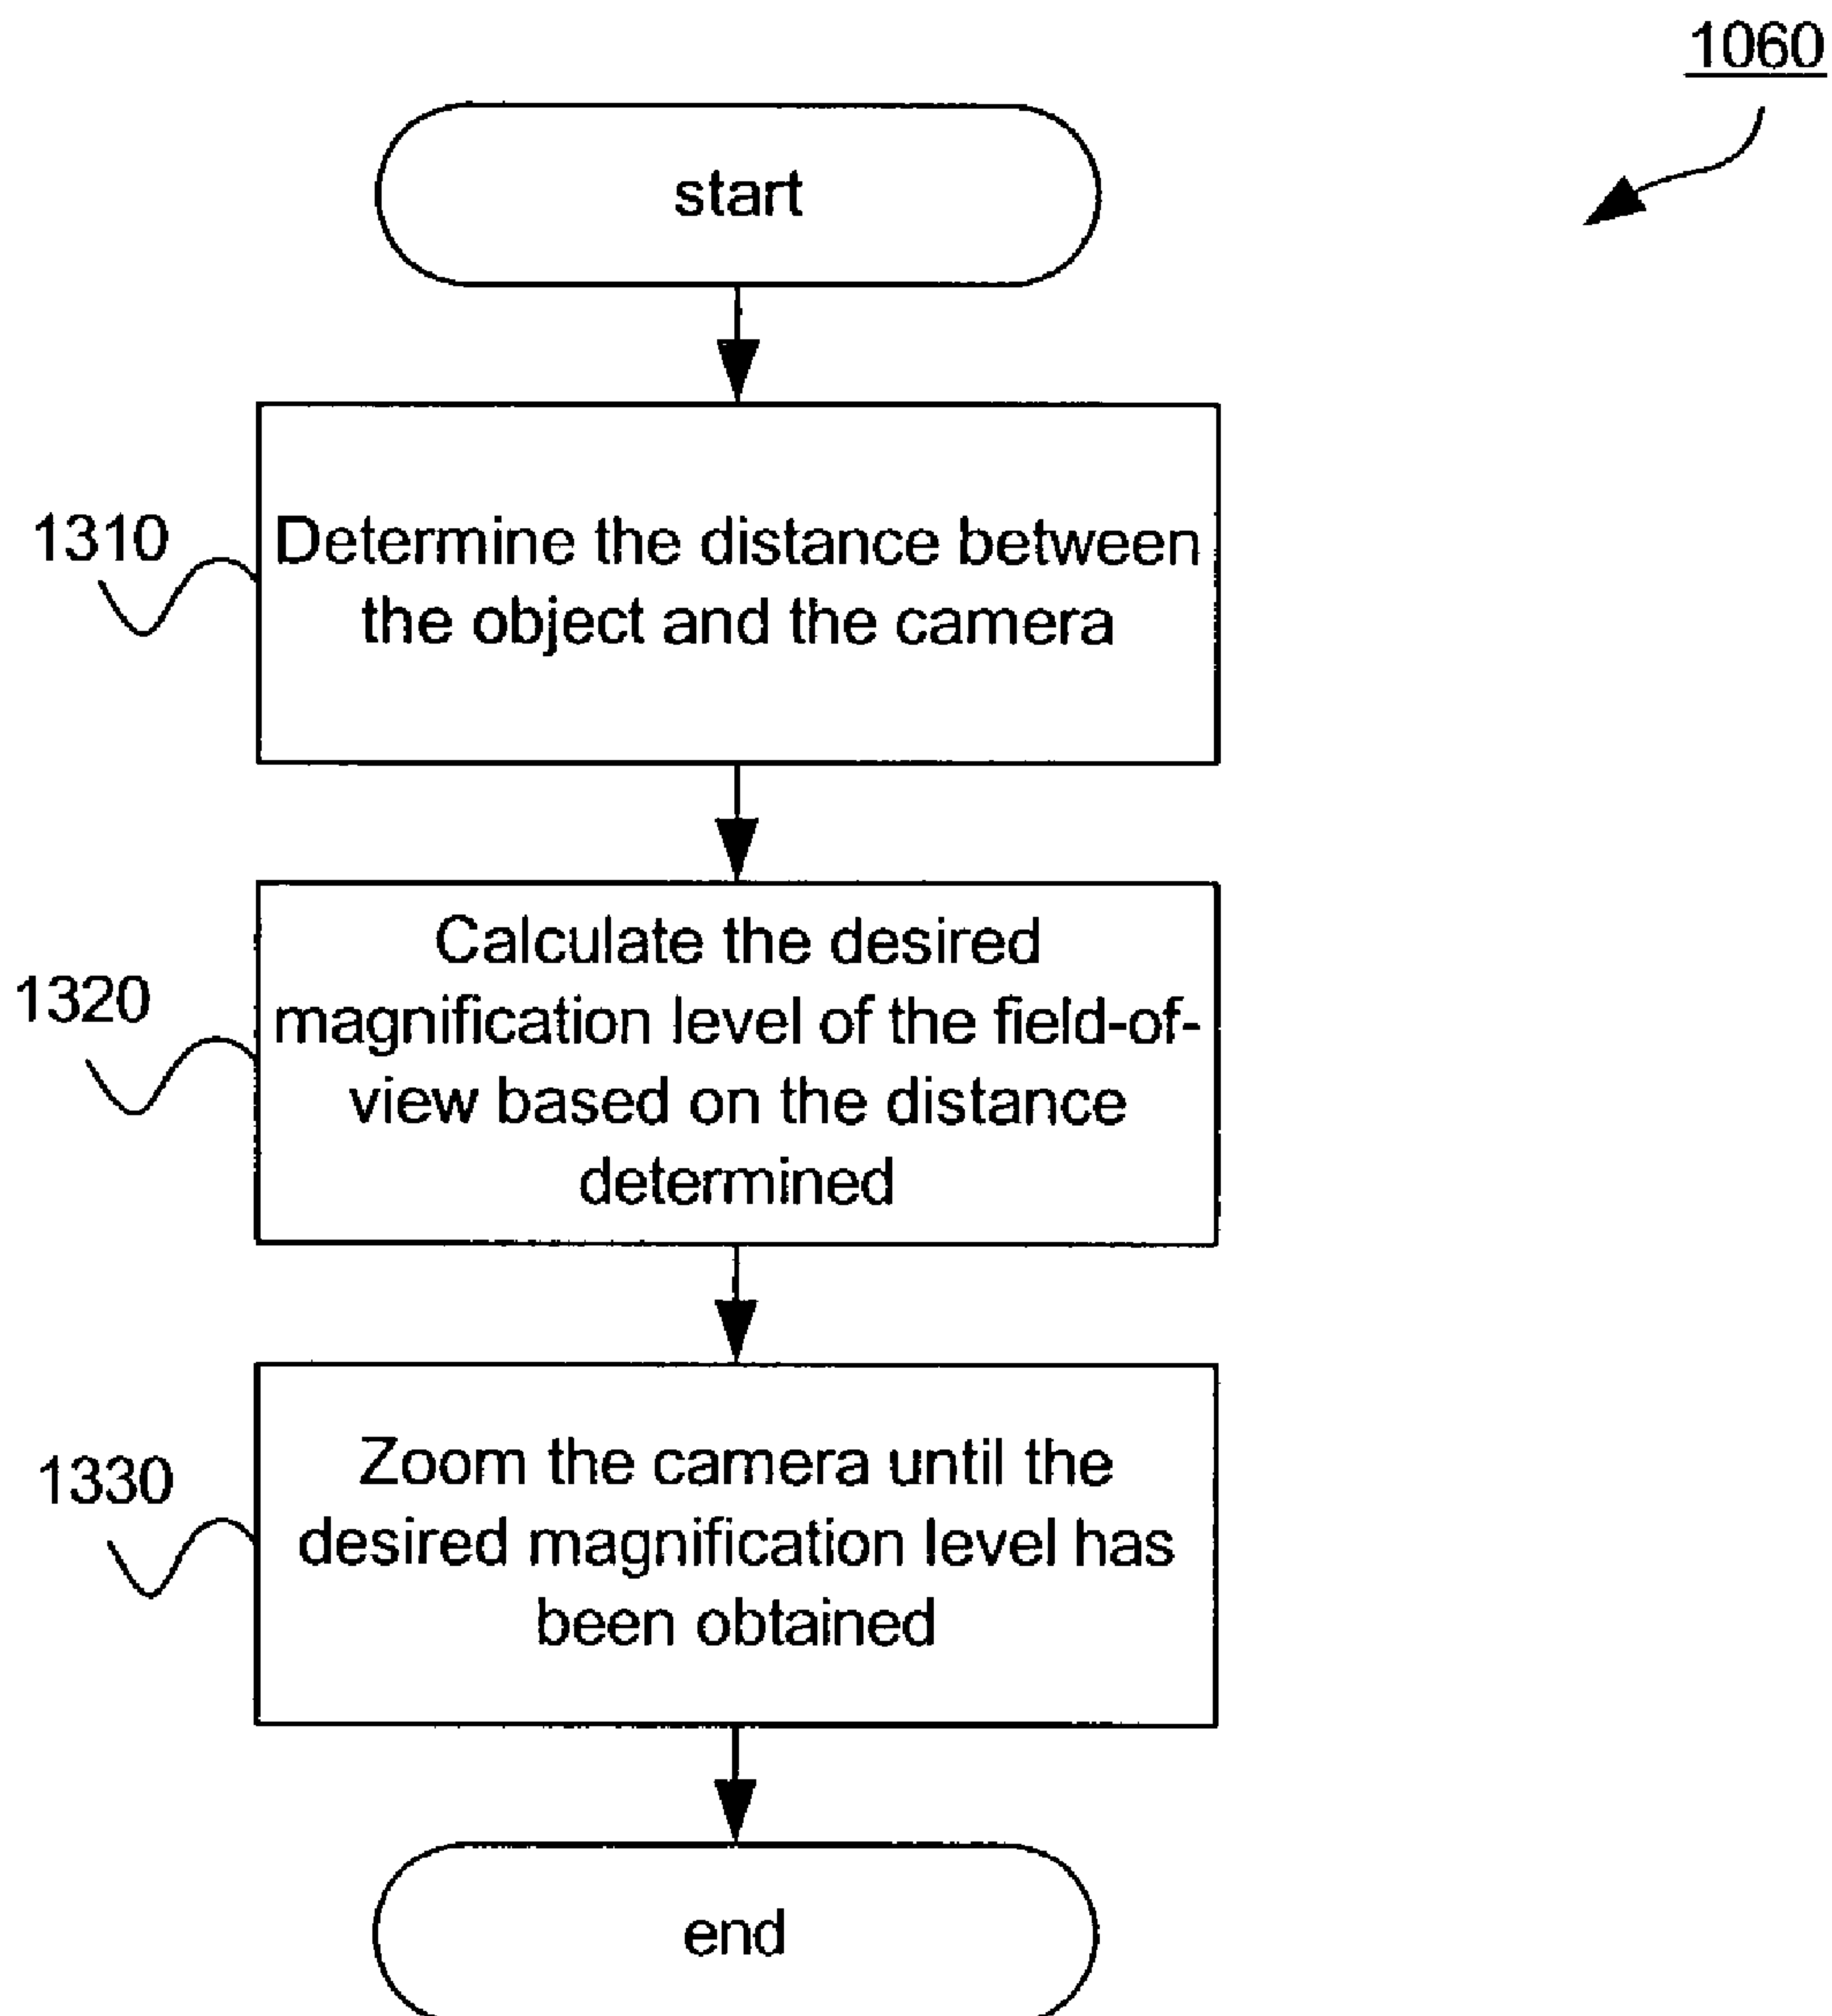 1060
start
1310
Determine the distance between
the object and the camera
1320
Calculate the desired
magnification level of the field-of-
view based on the distance
determined
1330
Zoom the camera until the
desired magnification level has
been obtained
end